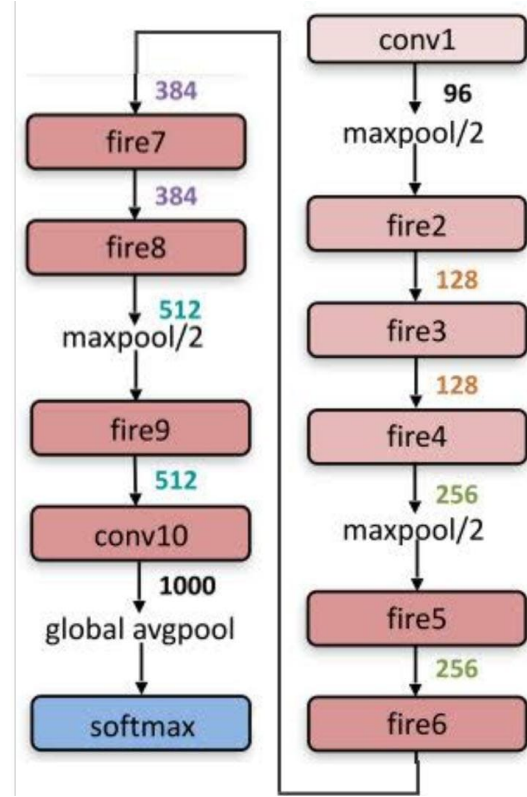 conv1
96
maxpool/2
fire2
128
fire3
128
fire4
256
maxpool/2
fire5
256
fire6
384
fire7
384
fire8
512
maxpool/2
fire9
512
conv10
1000
global avgpool
softmax